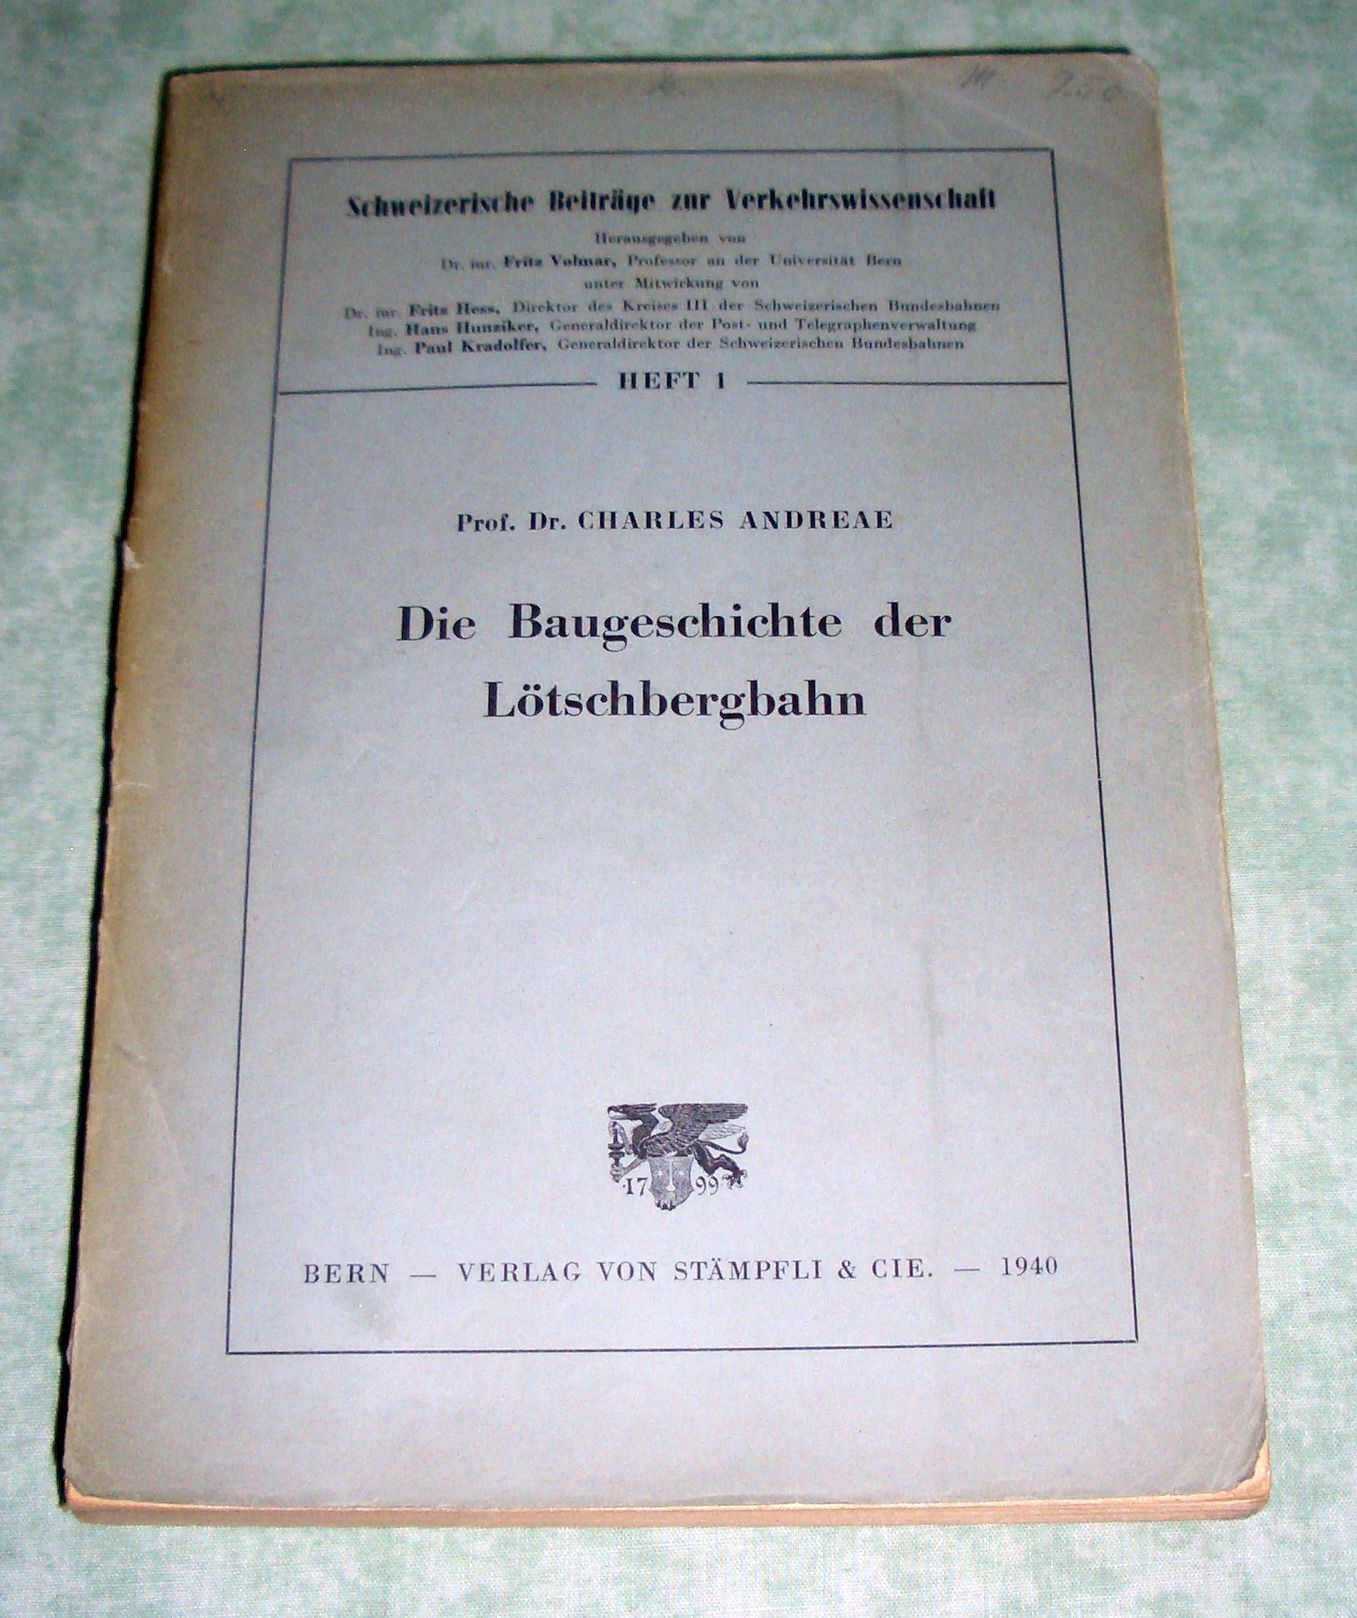 Schweizerische Beiträge zur Verkehrswissenschaft
Herausgegeben von
Dr. iur. Fritz Volmar, Professor an der Universität Bern
unter Mitwirkung von
Dr. iur. Fritz Hess, Direktor des Kreises III der Schweizerischen Bundesbahnen
Ing. Hans Hunziker, Generaldirektor der Post- und Telegraphenverwaltung
Ing. Paul Kradolfer, Generaldirektor der Schweizerischen Bundesbahnen
HEFT 1
Prof. Dr. CHARLES ANDREAE
Die Baugeschichte der
Lötschbergbahn
17 99
BERN — VERLAG VON STÄMPFLI & CIE. — 1940